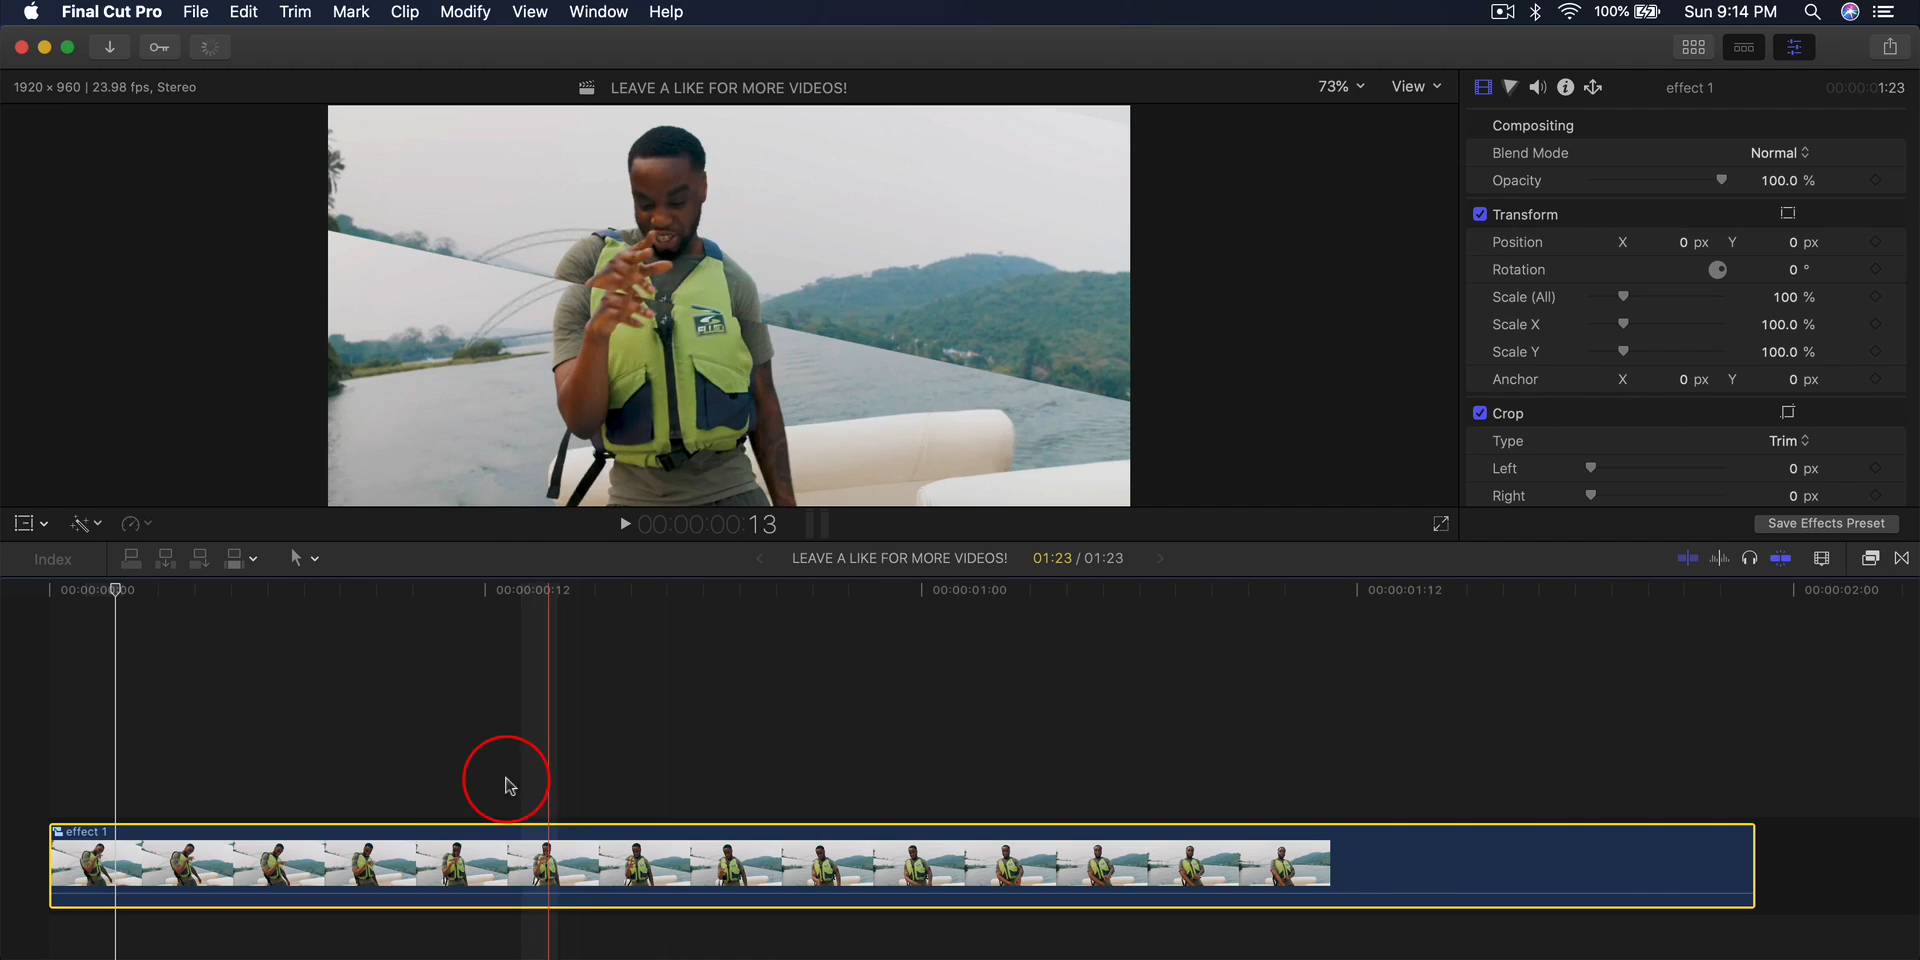 Final Cut Pro File Edit Trim Mark Clip Modify View Window Help 100% Sun 9:14 PM
1920 × 960 | 23.98 fps, Stereo LEAVE A LIKE FOR MORE VIDEOS! 73% View effect 1 00:00:01:23
Compositing
Blend Mode Normal
Opacity 100.0 %
Transform
Position X 0 px Y 0 px
Rotation 0 °
Scale (All) 100 %
Scale X 100.0 %
Scale Y 100.0 %
Anchor X 0 px Y 0 px
Crop
Type Trim
Left 0 px
Right 0 px
FLUID
00:00:00:13 Save Effects Preset
Index LEAVE A LIKE FOR MORE VIDEOS! 01:23 / 01:23
00:00:00:00 00:00:00:12 00:00:01:00 00:00:01:12 00:00:02:00
effect 1